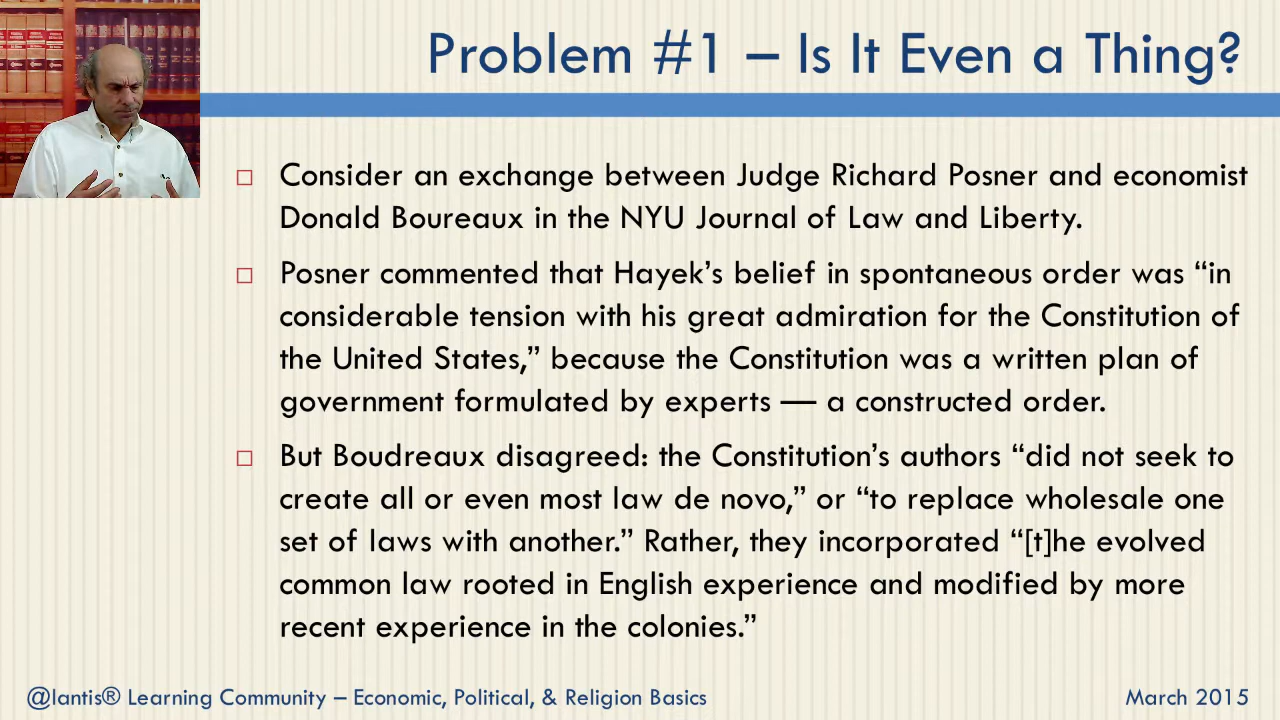 Problem #1 – Is It Even a Thing?
Consider an exchange between Judge Richard Posner and economist
Donald Boureaux in the NYU Journal of Law and Liberty.
Posner commented that Hayek’s belief in spontaneous order was “in
considerable tension with his great admiration for the Constitution of
the United States,” because the Constitution was a written plan of
government formulated by experts — a constructed order.
But Boudreaux disagreed: the Constitution’s authors “did not seek to
create all or even most law de novo,” or “to replace wholesale one
set of laws with another.” Rather, they incorporated “[t]he evolved
common law rooted in English experience and modified by more
recent experience in the colonies.”
@lantis® Learning Community – Economic, Political, & Religion Basics
March 2015